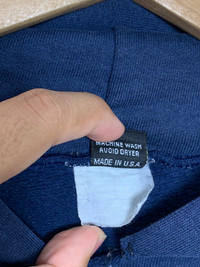 MACHINE WASH
AVOID DRYER
MADE IN U.S.A.